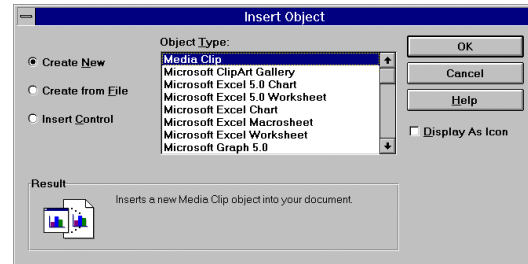 Insert Object
Create New
Create from File
Insert Control
Object Type:
Media Clip
Microsoft ClipArt Gallery
Microsoft Excel 5.0 Chart
Microsoft Excel 5.0 Worksheet
Microsoft Excel Chart
Microsoft Excel Macrosheet
Microsoft Excel Worksheet
Microsoft Graph 5.0
OK
Cancel
Help
Display As Icon
Result
Inserts a new Media Clip object into your document.